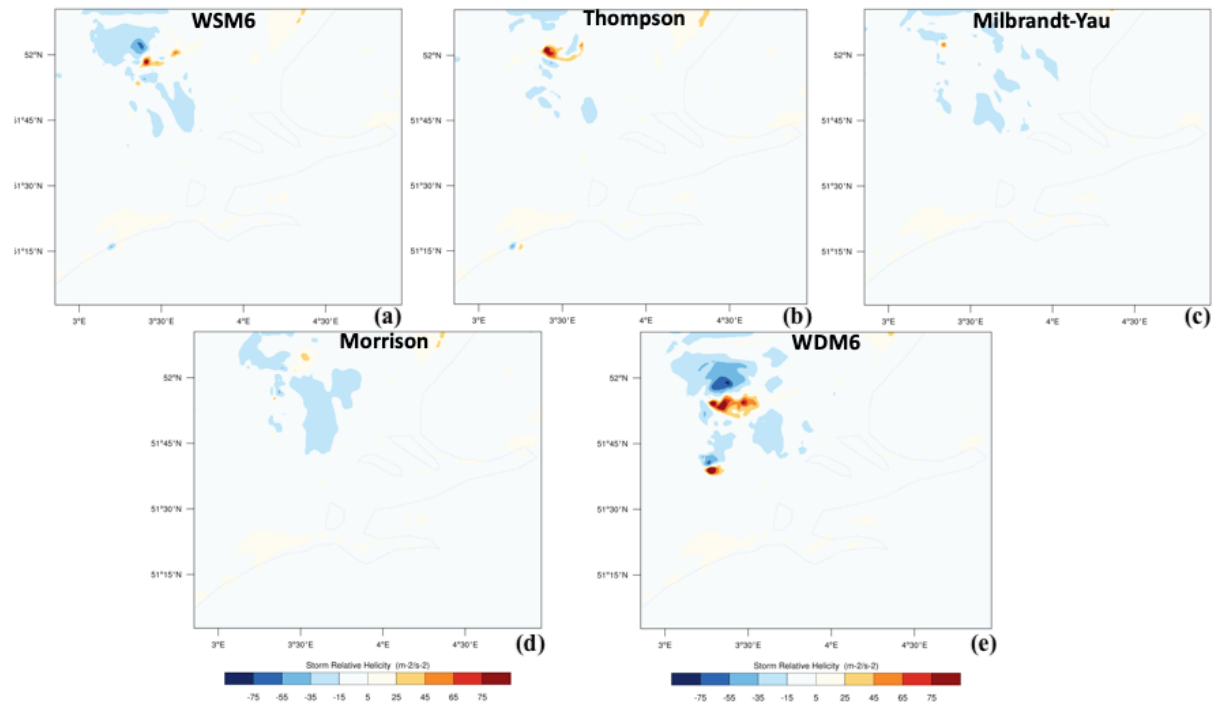 WSM6
Thompson
Milbrandt-Yau
52°N
52°N
52°N
51°45'N
51°45'N
51°45'N
51°30'N
51°30'N
51°30'N
51°15'N
51°15'N
51°15'N
3°E 3°30'E 4°E 4°30'E (a)
3°E 3°30'E 4°E 4°30'E (b)
3°E 3°30'E 4°E 4°30'E (c)
Morrison
WDM6
52°N
52°N
51°45'N
51°45'N
51°30'N
51°30'N
51°15'N
51°15'N
3°E 3°30'E 4°E 4°30'E (d)
3°E 3°30'E 4°E 4°30'E (e)
Storm Relative Helicity (m-2/s-2)
-75 -55 -35 -15 5 25 45 65 75
Storm Relative Helicity (m-2/s-2)
-75 -55 -35 -15 5 25 45 65 75